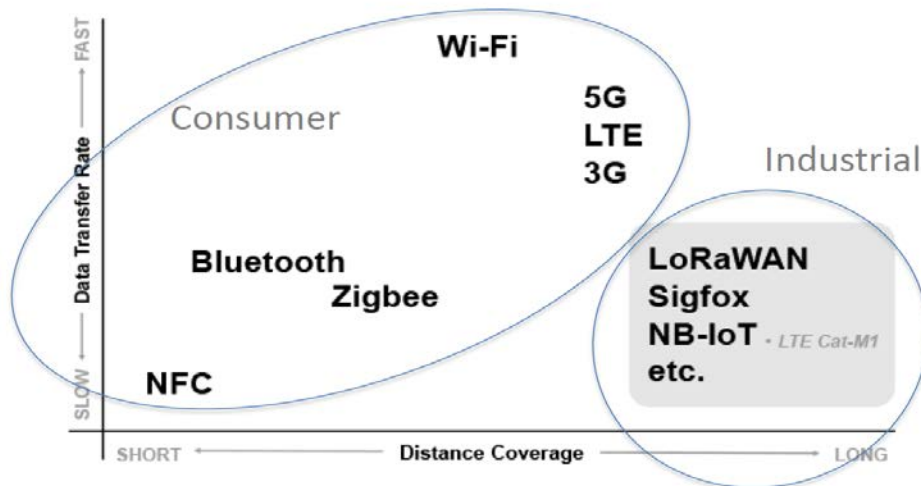 Wi-Fi
FAST
5G
Consumer
LTE
3G
Industrial
Data Transfer Rate
Bluetooth
Zigbee
LoRaWAN
Sigfox
NB-IoT • LTE Cat-M1
etc.
NFC
SLOW
SHORT
Distance Coverage
LONG